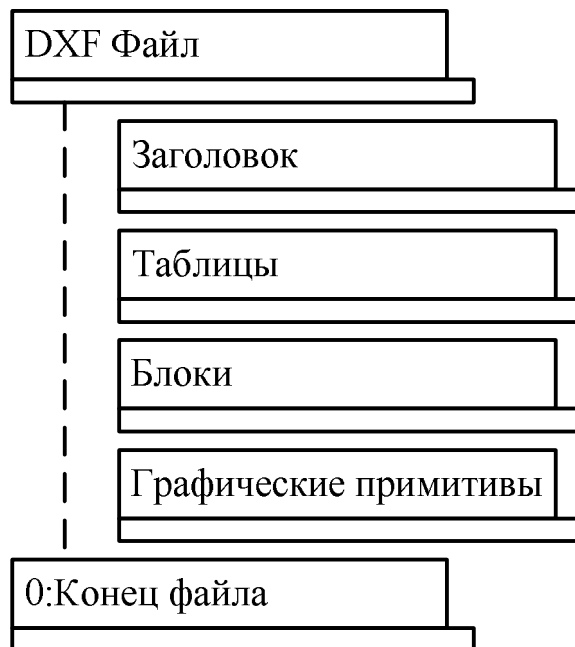 DXF Файл
Заголовок
Таблицы
Блоки
Графические примитивы
0:Конец файла